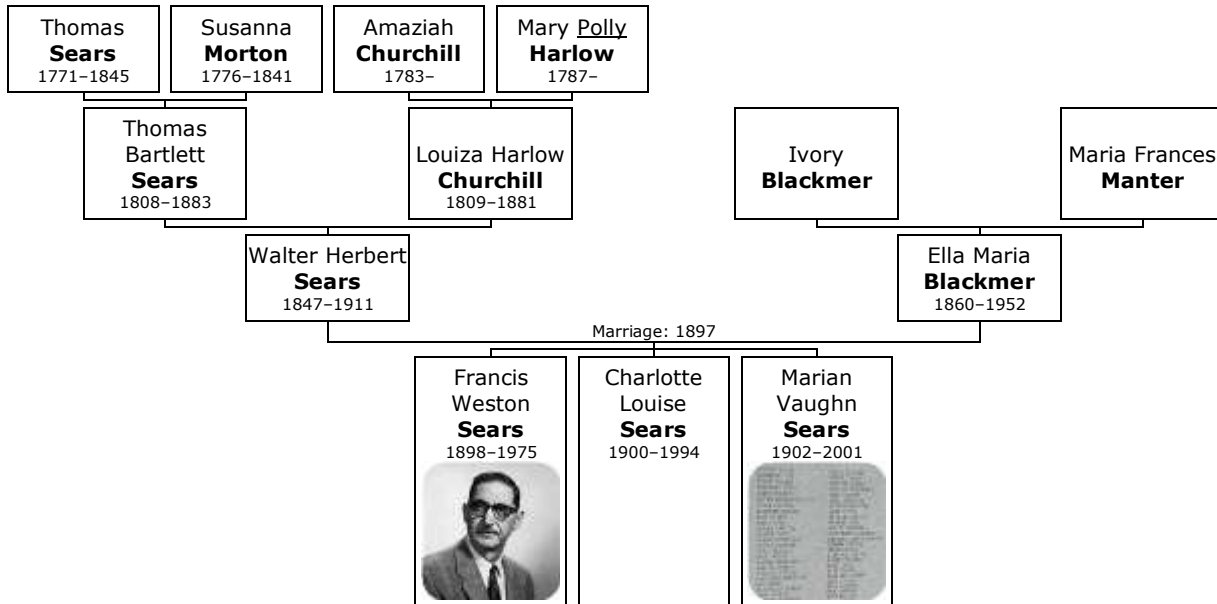 Thomas
Sears
1771–1845
Susanna
Morton
1776–1841
Amaziah
Churchill
1783–
Mary Polly
Harlow
1787–
Thomas
Bartlett
Sears
1808–1883
Louiza Harlow
Churchill
1809–1881
Ivory
Blackmer
Maria Frances
Manter
Walter Herbert
Sears
1847–1911
Ella Maria
Blackmer
1860–1952
Marriage: 1897
Francis
Weston
Sears
1898–1975
Charlotte
Louise
Sears
1900–1994
Marian
Vaughn
Sears
1902–2001